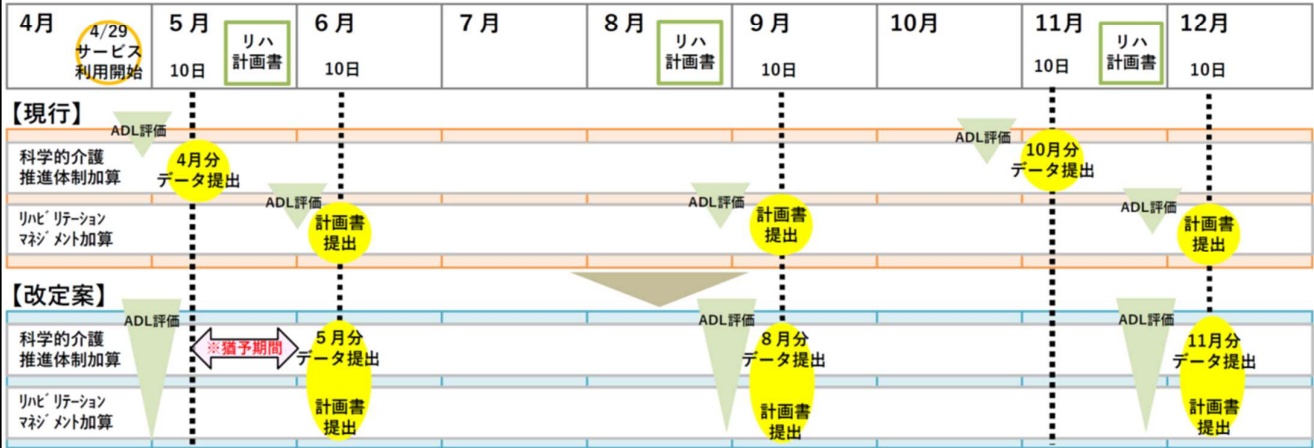 4月
4/29
サービス
利用開始
5月
10日
リハ
計画書
6月
10日
7月
8月
リハ
計画書
9月
10日
10月
11月
10日
リハ
計画書
12月
10日
【現行】
ADL評価
科学的介護
推進体制加算
4月分
データ提出
ADL評価
10月分
データ提出
リハビリテーション
マネジメント加算
ADL評価
計画書
提出
ADL評価
計画書
提出
ADL評価
計画書
提出
【改定案】
ADL評価
科学的介護
推進体制加算
※猶予期間
5月分
データ提出
ADL評価
8月分
データ提出
ADL評価
11月分
データ提出
リハビリテーション
マネジメント加算
計画書
提出
計画書
提出
計画書
提出